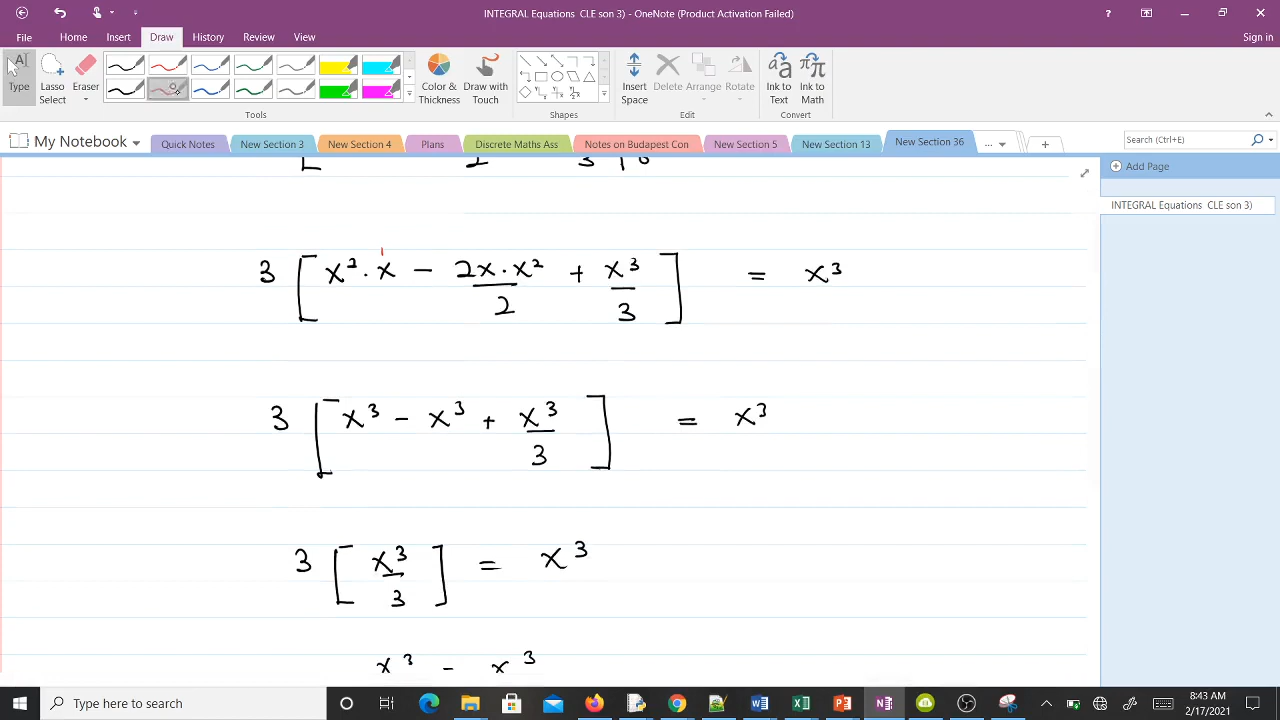 INTEGRAL Equations CLE son 3) - OneNote (Product Activation Failed)
File Home Insert Draw History Review View Sign in
Type Lasso Select Eraser Color & Thickness Draw with Touch Insert Space Delete Arrange Rotate Ink to Text Ink to Math
Tools Shapes Edit Convert
My Notebook Quick Notes New Section 3 New Section 4 Plans Discrete Maths Ass Notes on Budapest Con New Section 5 New Section 13 New Section 36 ... Search (Ctrl+E)
Add Page
INTEGRAL Equations CLE son 3)
3 [ x² · x − 2x·x²/2 + x³/3 ] = x³
3 [ x³ − x³ + x³/3 ] = x³
3 [ x³/3 ] = x³
x³ = x³
Type here to search
8:43 AM
2/17/2021